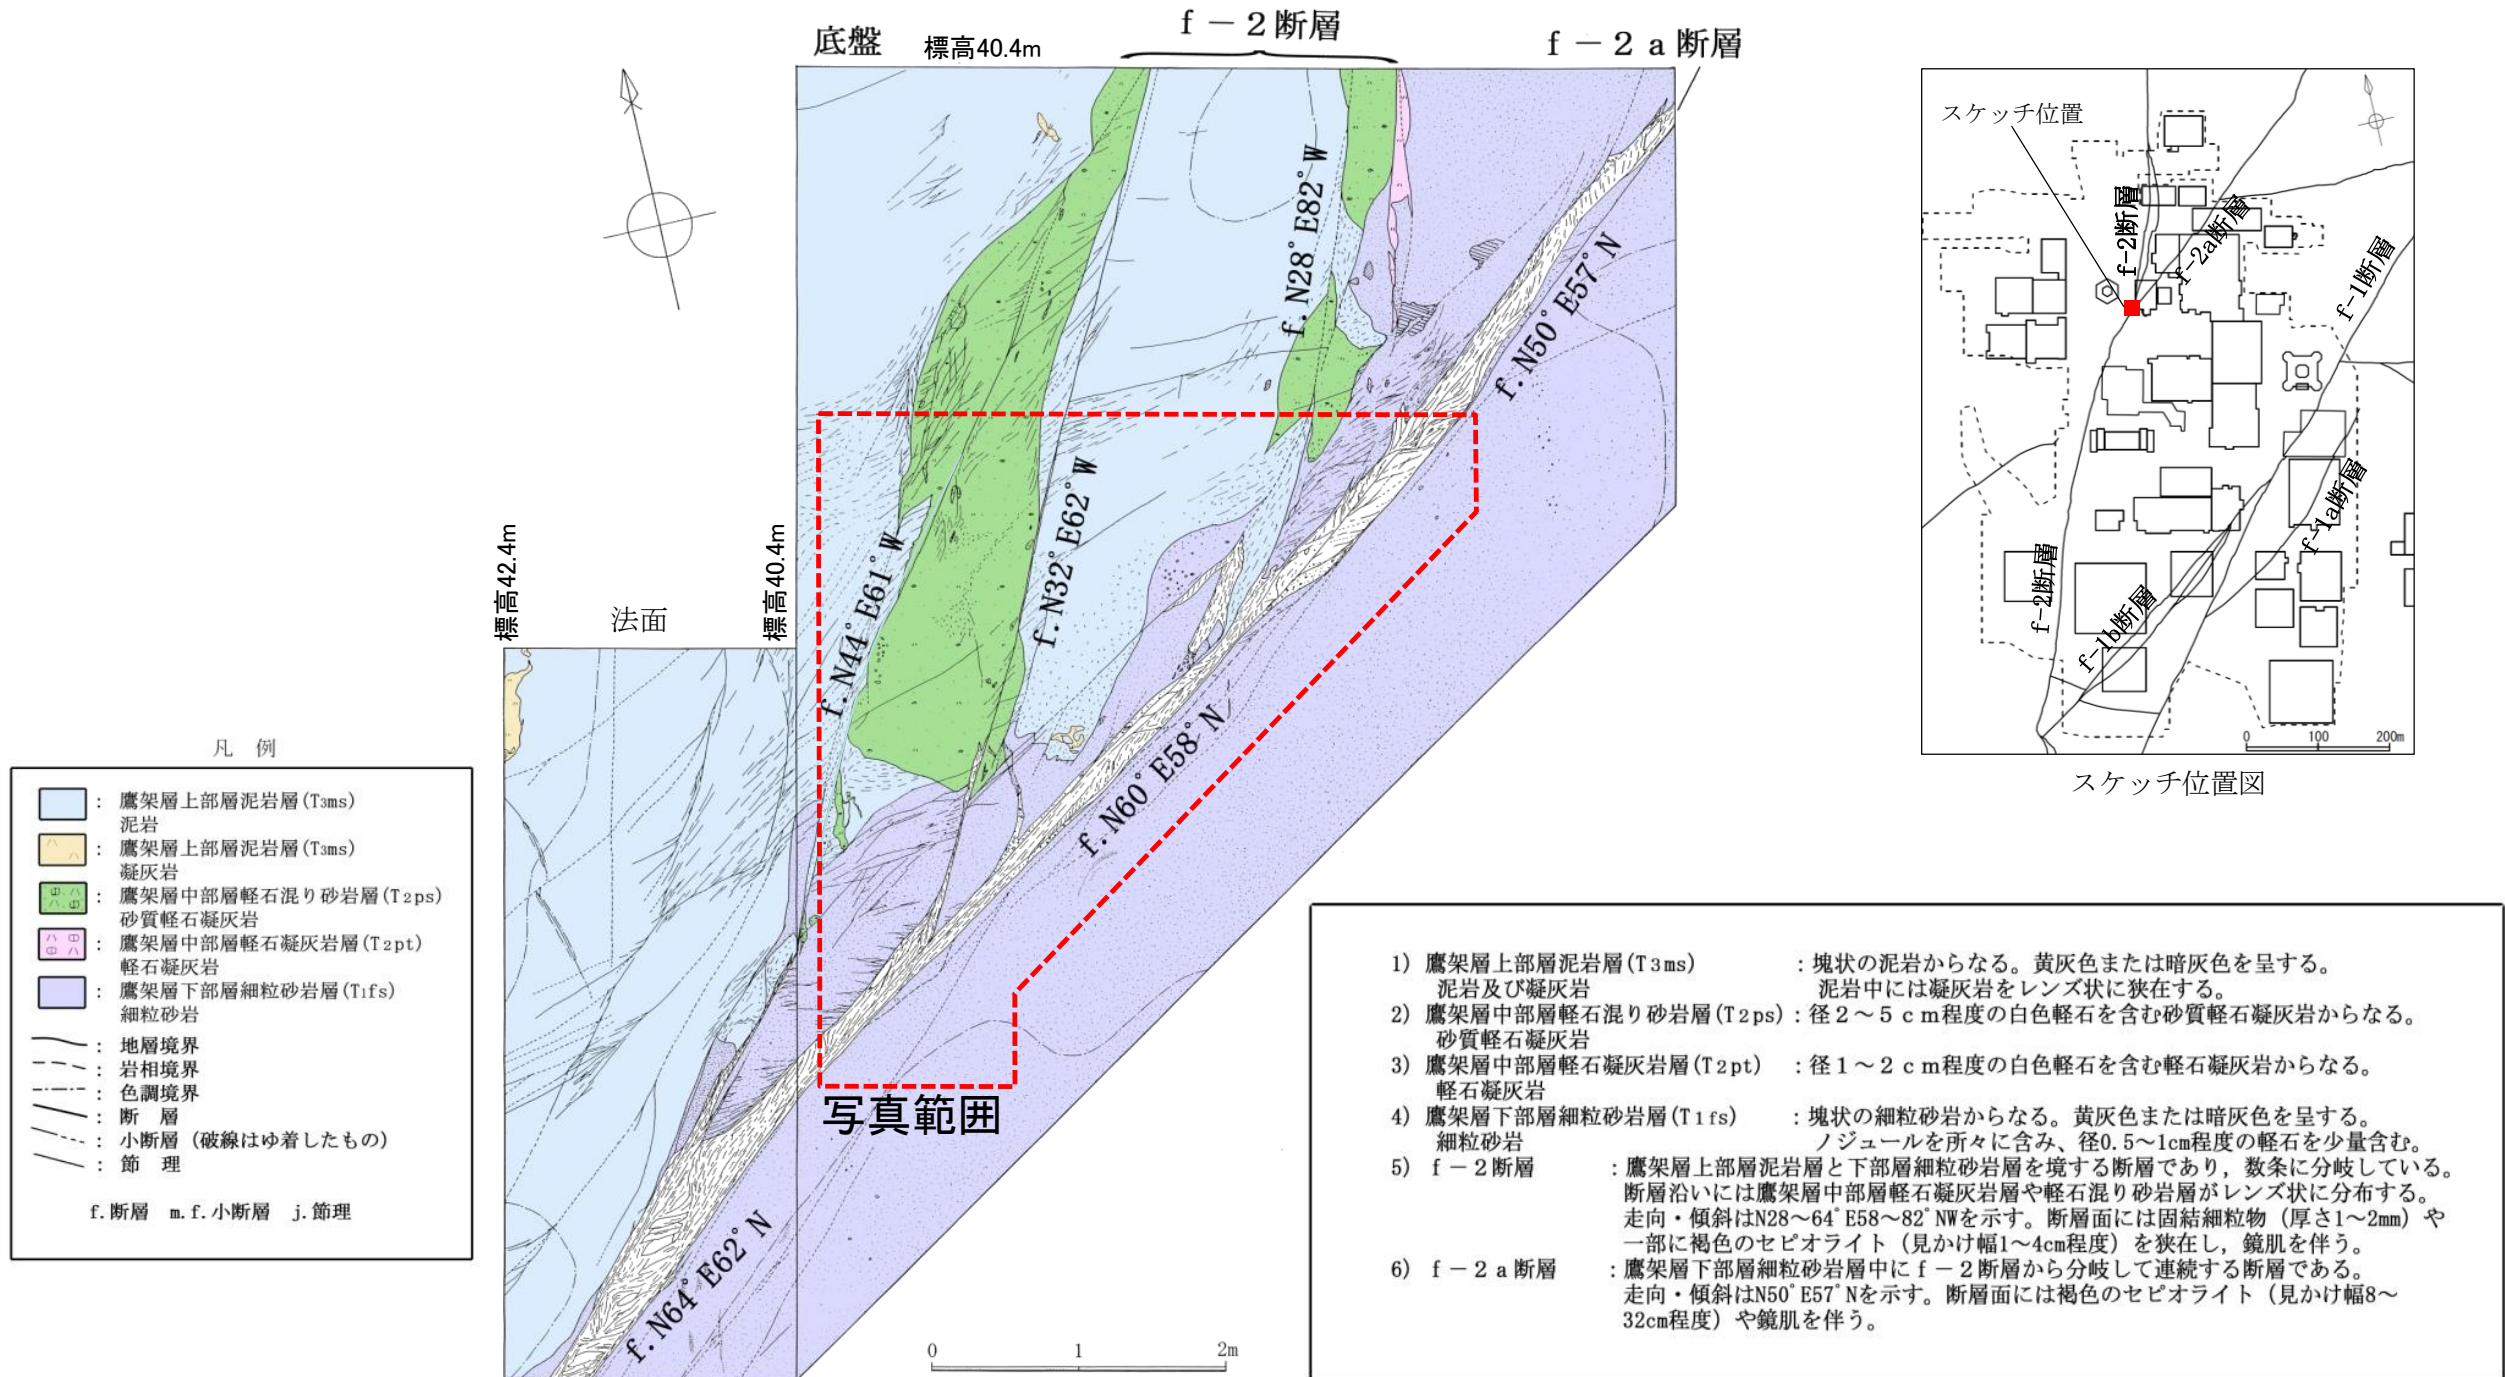 底盤 標高40.4m
f－2断層
f－2a断層
f. N28°E82°W
f. N50°E57°N
f. N44°E61°W
f. N32°E62°W
f. N60°E58°N
f. N64°E62°N
標高42.4m
法面
標高40.4m
写真範囲
0 1 2m
凡 例
: 鷹架層上部層泥岩層(T3ms)
泥岩
: 鷹架層上部層泥岩層(T3ms)
凝灰岩
: 鷹架層中部層軽石混り砂岩層(T2ps)
砂質軽石凝灰岩
: 鷹架層中部層軽石凝灰岩層(T2pt)
軽石凝灰岩
: 鷹架層下部層細粒砂岩層(T1fs)
細粒砂岩
: 地層境界
: 岩相境界
: 色調境界
: 断 層
: 小断層（破線はゆ着したもの）
: 節 理
f.断層 m.f.小断層 j.節理
スケッチ位置
f-2断層
f-2a断層
f-1断層
f-1a断層
f-2断層
f-1b断層
0 100 200m
スケッチ位置図
1) 鷹架層上部層泥岩層(T3ms) : 塊状の泥岩からなる。黄灰色または暗灰色を呈する。
泥岩及び凝灰岩 泥岩中には凝灰岩をレンズ状に狭在する。
2) 鷹架層中部層軽石混り砂岩層(T2ps) : 径2～5cm程度の白色軽石を含む砂質軽石凝灰岩からなる。
砂質軽石凝灰岩
3) 鷹架層中部層軽石凝灰岩層(T2pt) : 径1～2cm程度の白色軽石を含む軽石凝灰岩からなる。
軽石凝灰岩
4) 鷹架層下部層細粒砂岩層(T1fs) : 塊状の細粒砂岩からなる。黄灰色または暗灰色を呈する。
細粒砂岩 ノジュールを所々に含み、径0.5～1cm程度の軽石を少量含む。
5) f－2断層 : 鷹架層上部層泥岩層と下部層細粒砂岩層を境する断層であり，数条に分岐している。
断層沿いには鷹架層中部層軽石凝灰岩層や軽石混り砂岩層がレンズ状に分布する。
走向・傾斜はN28～64°E58～82°NWを示す。断層面には固結細粒物（厚さ1～2mm）や
一部に褐色のセピオライト（見かけ幅1～4cm程度）を狭在し，鏡肌を伴う。
6) f－2a断層 : 鷹架層下部層細粒砂岩層中にf－2断層から分岐して連続する断層である。
走向・傾斜はN50°E57°Nを示す。断層面には褐色のセピオライト（見かけ幅8～
32cm程度）や鏡肌を伴う。